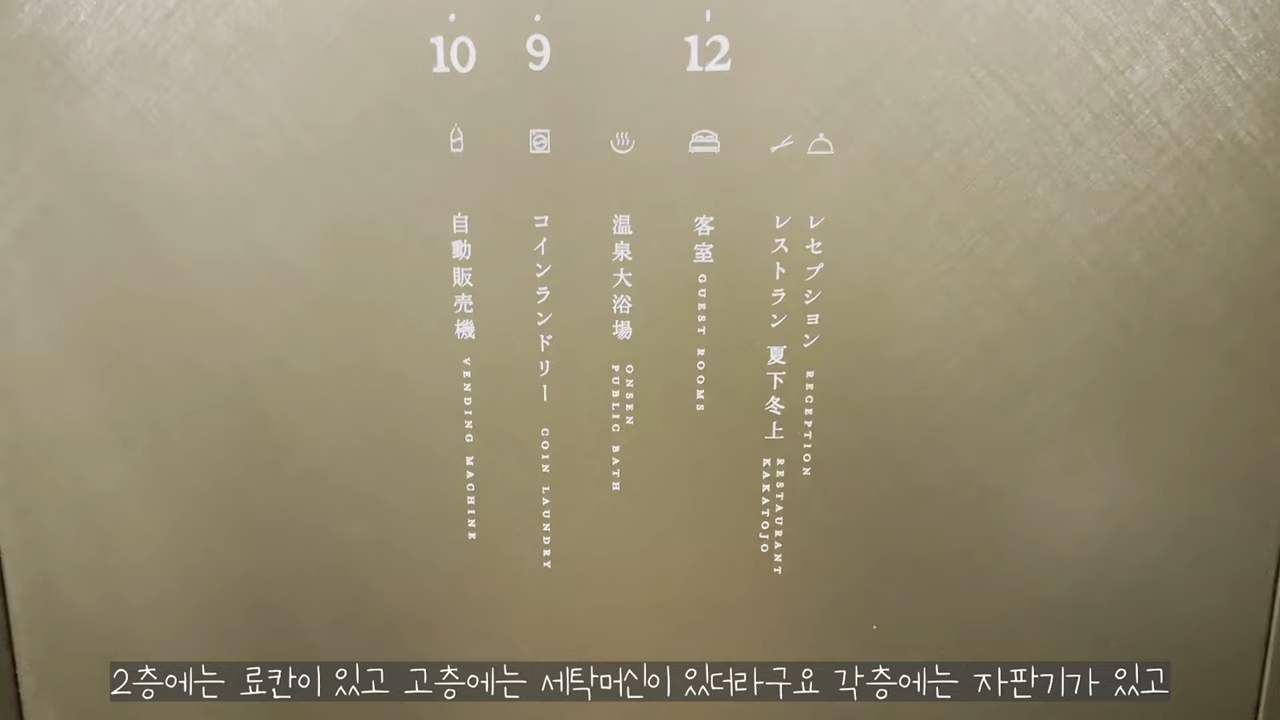 10
9
12
レセプション RECEPTION
レストラン 夏下冬上 RESTAURANT
KAKATOJO
客室 GUEST ROOMS
温泉大浴場 ONSEN
PUBLIC BATH
コインランドリー COIN LAUNDRY
自動販売機 VENDING MACHINE
2층에는 료칸이 있고 고층에는 세탁머신이 있더라구요 각층에는 자판기가 있고